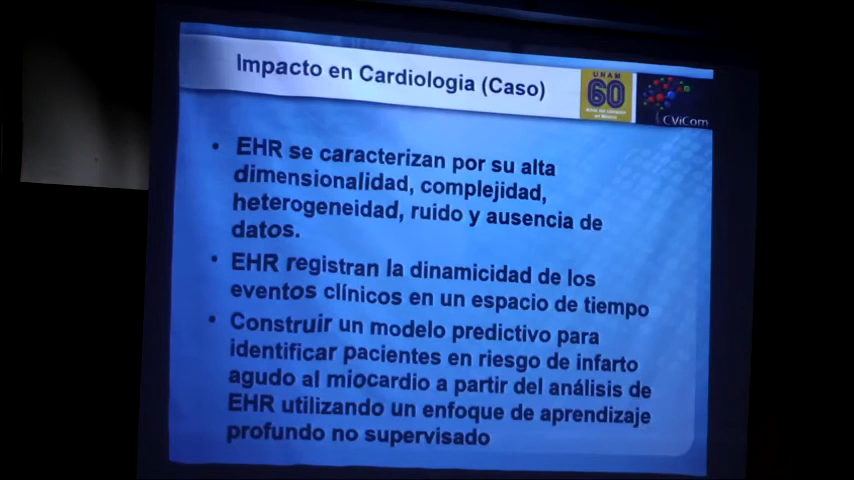 Impacto en Cardiologia (Caso)
UNAM
60
CViCom
• EHR se caracterizan por su alta
dimensionalidad, complejidad,
heterogeneidad, ruido y ausencia de
datos.
• EHR registran la dinamicidad de los
eventos clínicos en un espacio de tiempo
• Construir un modelo predictivo para
identificar pacientes en riesgo de infarto
agudo al miocardio a partir del análisis de
EHR utilizando un enfoque de aprendizaje
profundo no supervisado